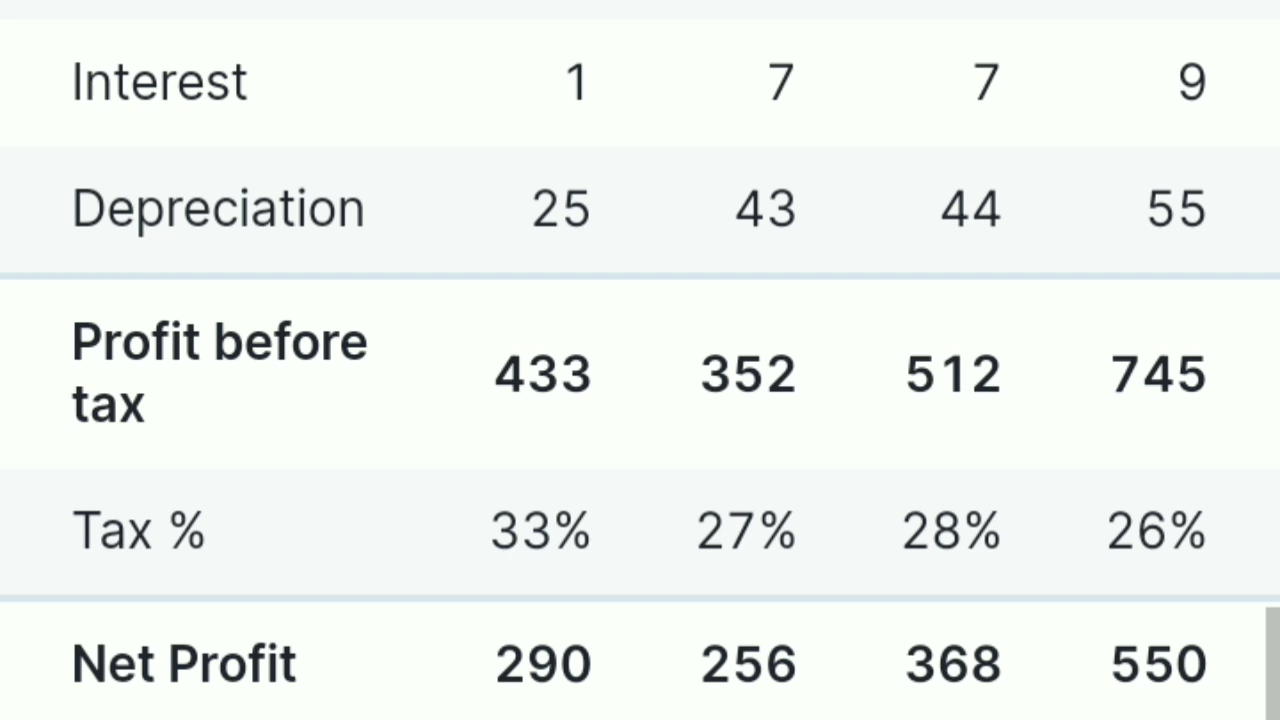 Interest 1 7 7 9
Depreciation 25 43 44 55
Profit before
tax 433 352 512 745
Tax % 33% 27% 28% 26%
Net Profit 290 256 368 550